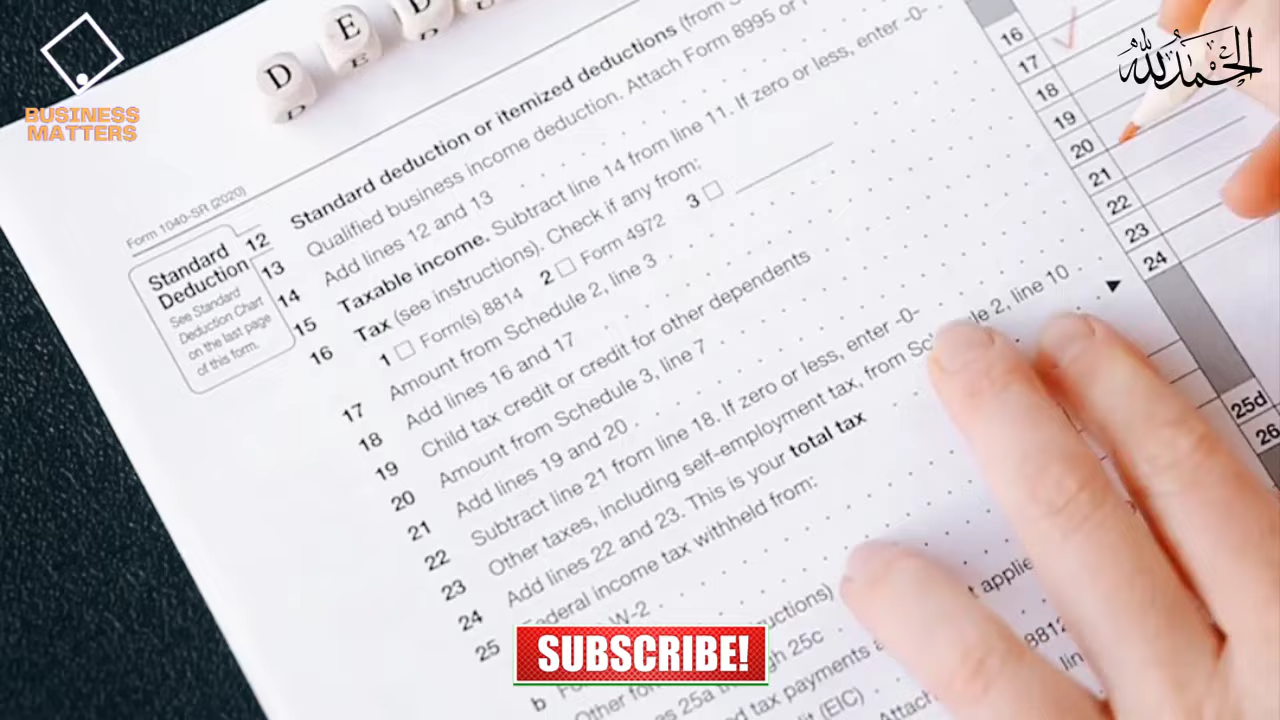 BUSINESS
MATTERS
الحمد لله
D E D
Form 1040-SR (2020)
Standard
Deduction
See Standard
Deduction Chart
on the last page
of this form.
12 Standard deduction or itemized deductions (from
13 Qualified business income deduction. Attach Form 8995 or
14 Add lines 12 and 13
15 Taxable income. Subtract line 14 from line 11. If zero or less, enter -0-
16 Tax (see instructions). Check if any from:
1 Form(s) 8814 2 Form 4972 3
17 Amount from Schedule 2, line 3
18 Add lines 16 and 17
19 Child tax credit or credit for other dependents
20 Amount from Schedule 3, line 7
21 Add lines 19 and 20
22 Subtract line 21 from line 18. If zero or less, enter -0-
23 Other taxes, including self-employment tax, from Schedule 2, line 10
24 Add lines 22 and 23. This is your total tax
25 Federal income tax withheld from:
W-2
b
25c
25a
tax payments
(EIC)
Attach
8812
16
17
18
19
20
21
22
23
24
25d
26
SUBSCRIBE!